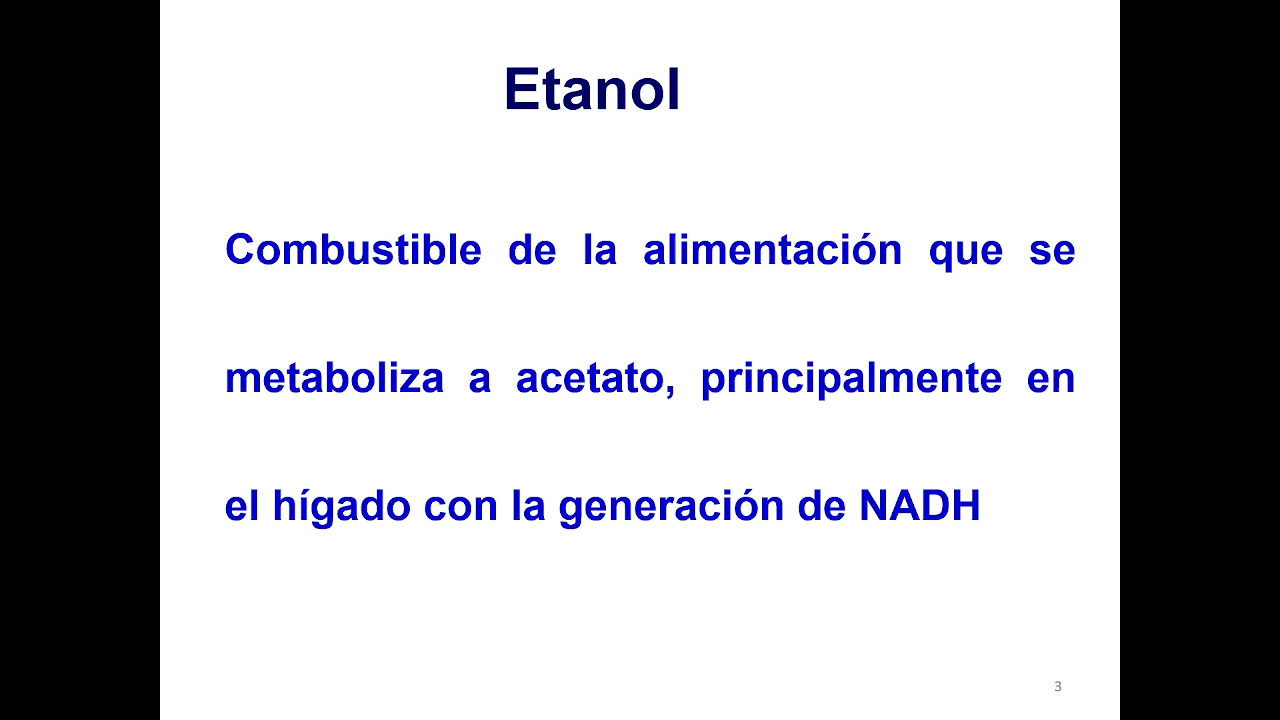 Etanol
Combustible de la alimentación que se
metaboliza a acetato, principalmente en
el hígado con la generación de NADH
3